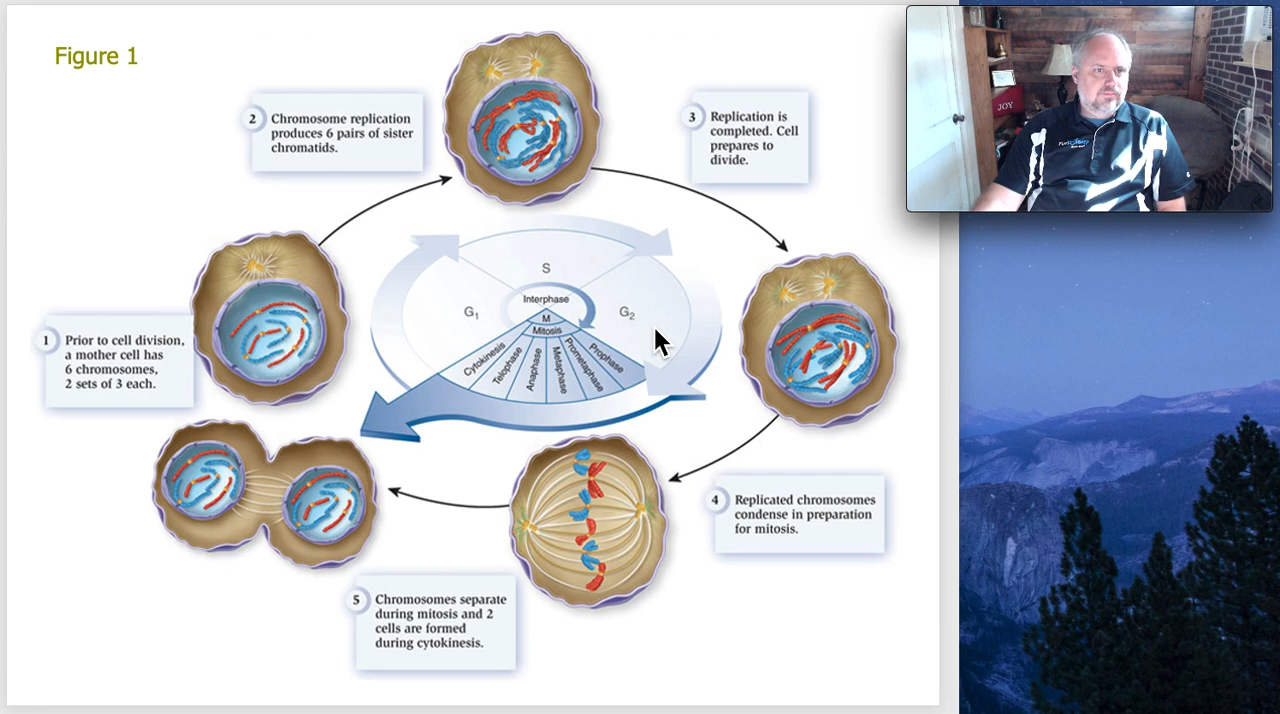 Figure 1
2 Chromosome replication
produces 6 pairs of sister
chromatids.
3 Replication is
completed. Cell
prepares to
divide.
1 Prior to cell division,
a mother cell has
6 chromosomes,
2 sets of 3 each.
S
G1
G2
Interphase
M
Mitosis
Cytokinesis
Telophase
Anaphase
Metaphase
Prometaphase
Prophase
4 Replicated chromosomes
condense in preparation
for mitosis.
5 Chromosomes separate
during mitosis and 2
cells are formed
during cytokinesis.
JOY